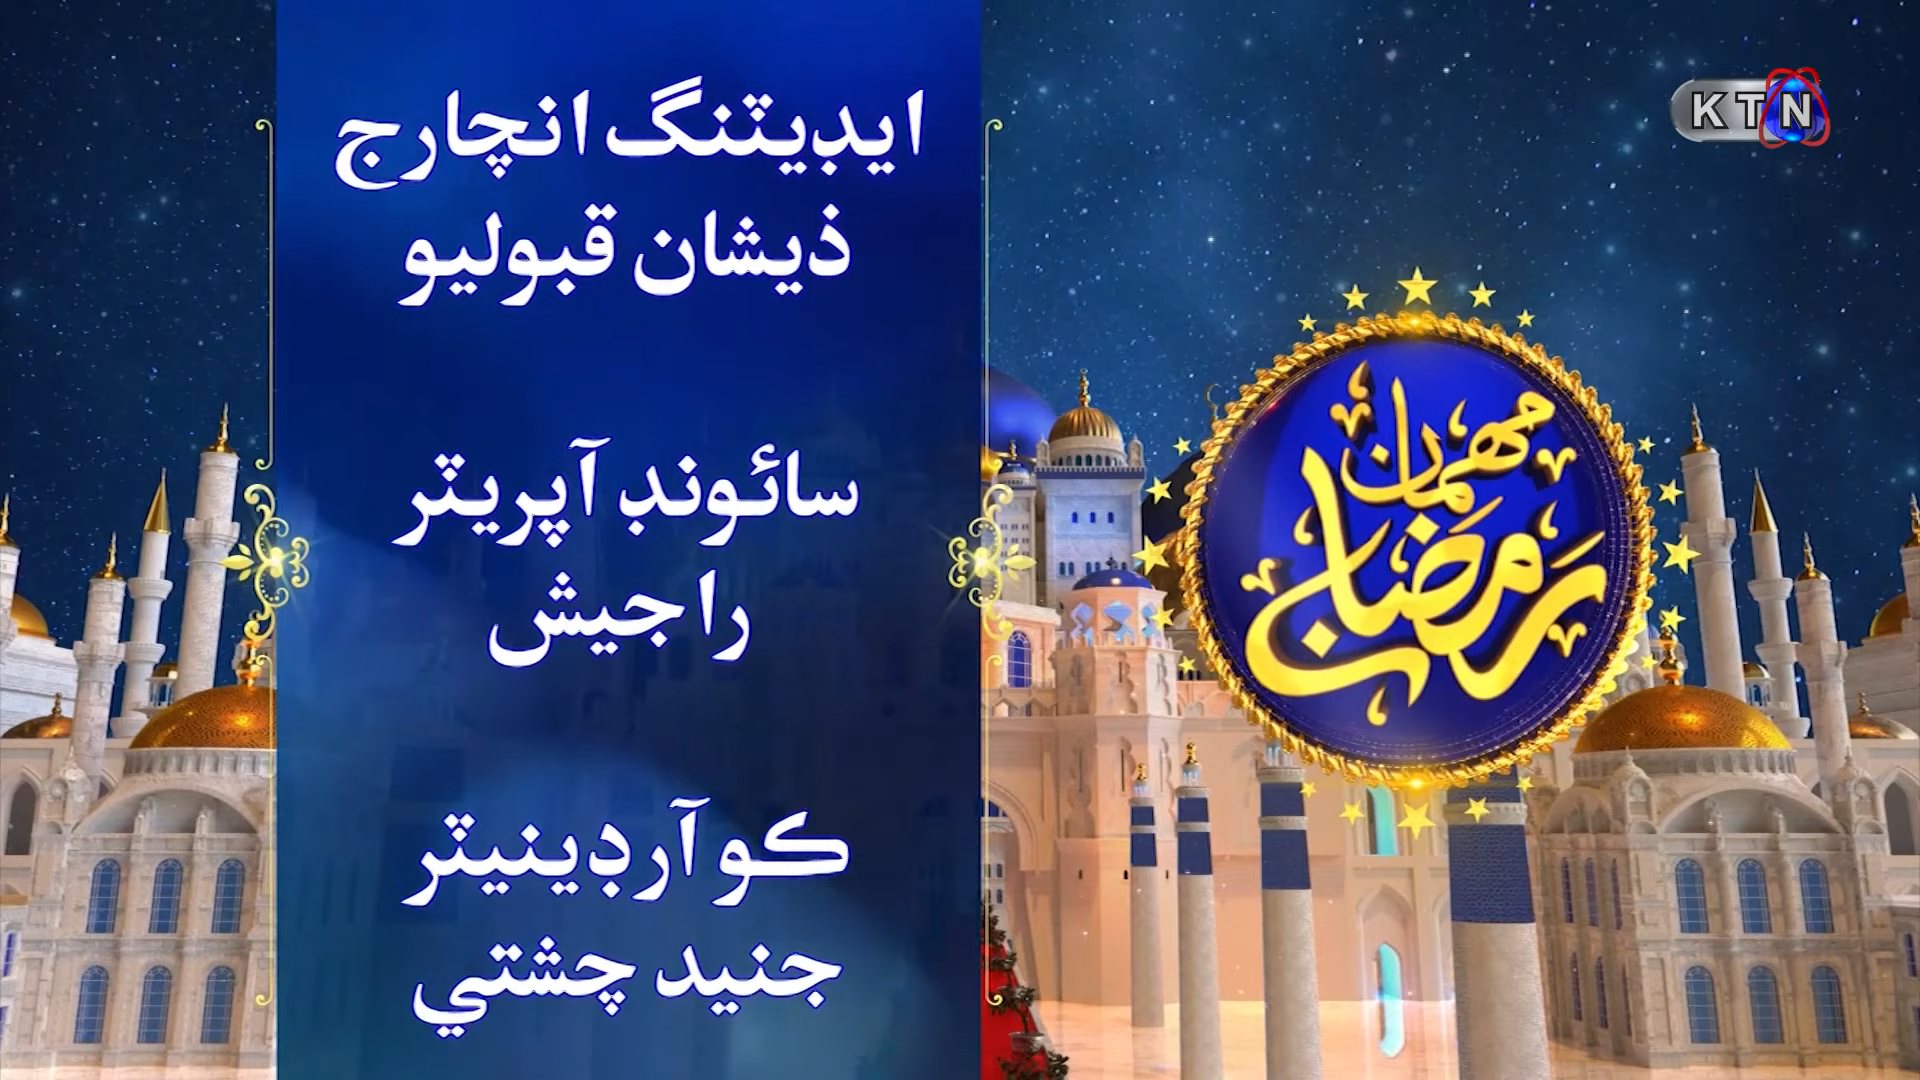 ايڊيٽنگ انچارج
ذيشان قبوليو
سائونڊ آپريٽر
راجيش
ڪوآرڊينيٽر
جنيد چشتي
KTN
مهمان
رمضان